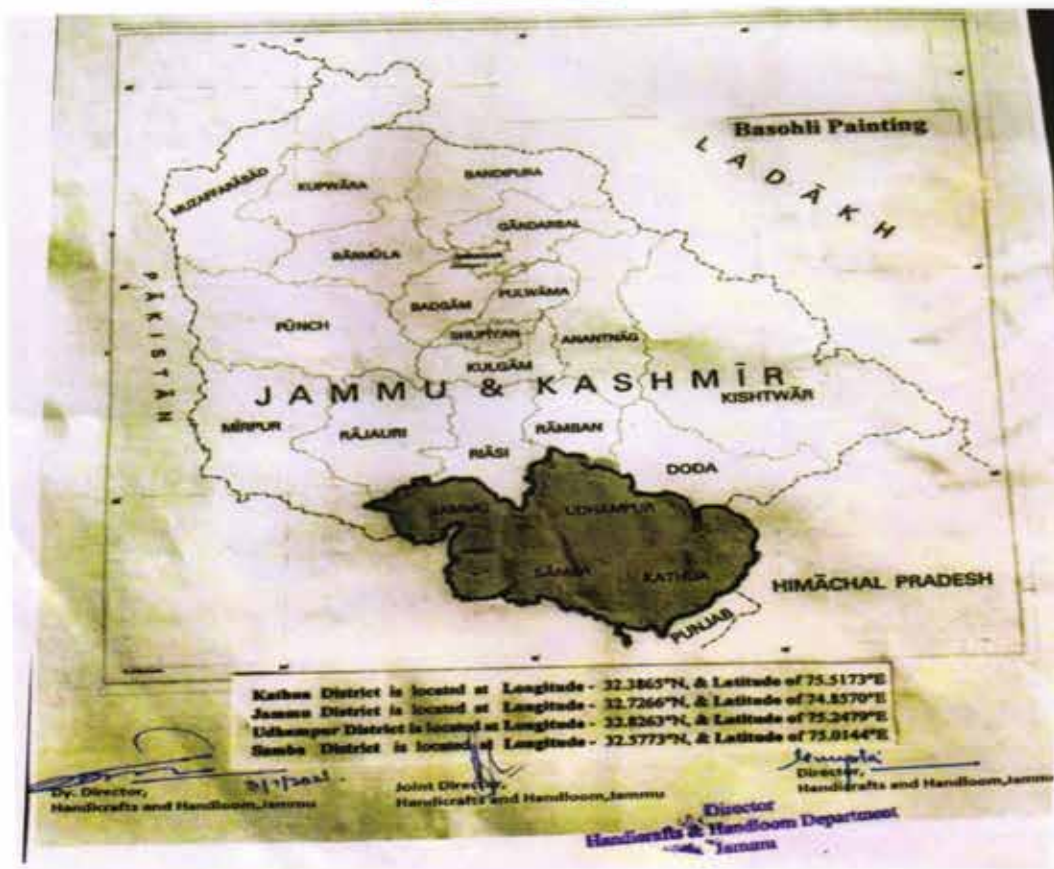 Basohli Painting
LADĀKH
MUZAFFARĀBĀD
KUPWĀRA
BANDIPURA
GĀNDARBAL
BĀRMŪLA
BADGĀM
PULWĀMA
PĀKISTĀN
PŪNCH
SHUPIYAN
ANANTNĀG
KULGĀM
JAMMU & KASHMĪR
KISHTWĀR
MĪRPUR
RĀJAURI
RIĀSI
RĀMBAN
DODA
JAMMU
UDHAMPUR
SĀMBA
KATHUA
HIMĀCHAL PRADESH
PUNJAB
Kathua District is located at Longitude - 32.3865°N, & Latitude of 75.5173°E
Jammu District is located at Longitude - 32.7266°N, & Latitude of 74.8570°E
Udhampur District is located at Longitude - 32.8263°N, & Latitude of 75.2479°E
Samba District is located at Longitude - 32.5773°N, & Latitude of 75.0144°E
Dy. Director,
Handicrafts and Handloom,Jammu
Joint Director,
Handicrafts and Handloom,Jammu
Director,
Handicrafts and Handloom,Jammu
Director
Handicrafts & Handloom Department
Jammu